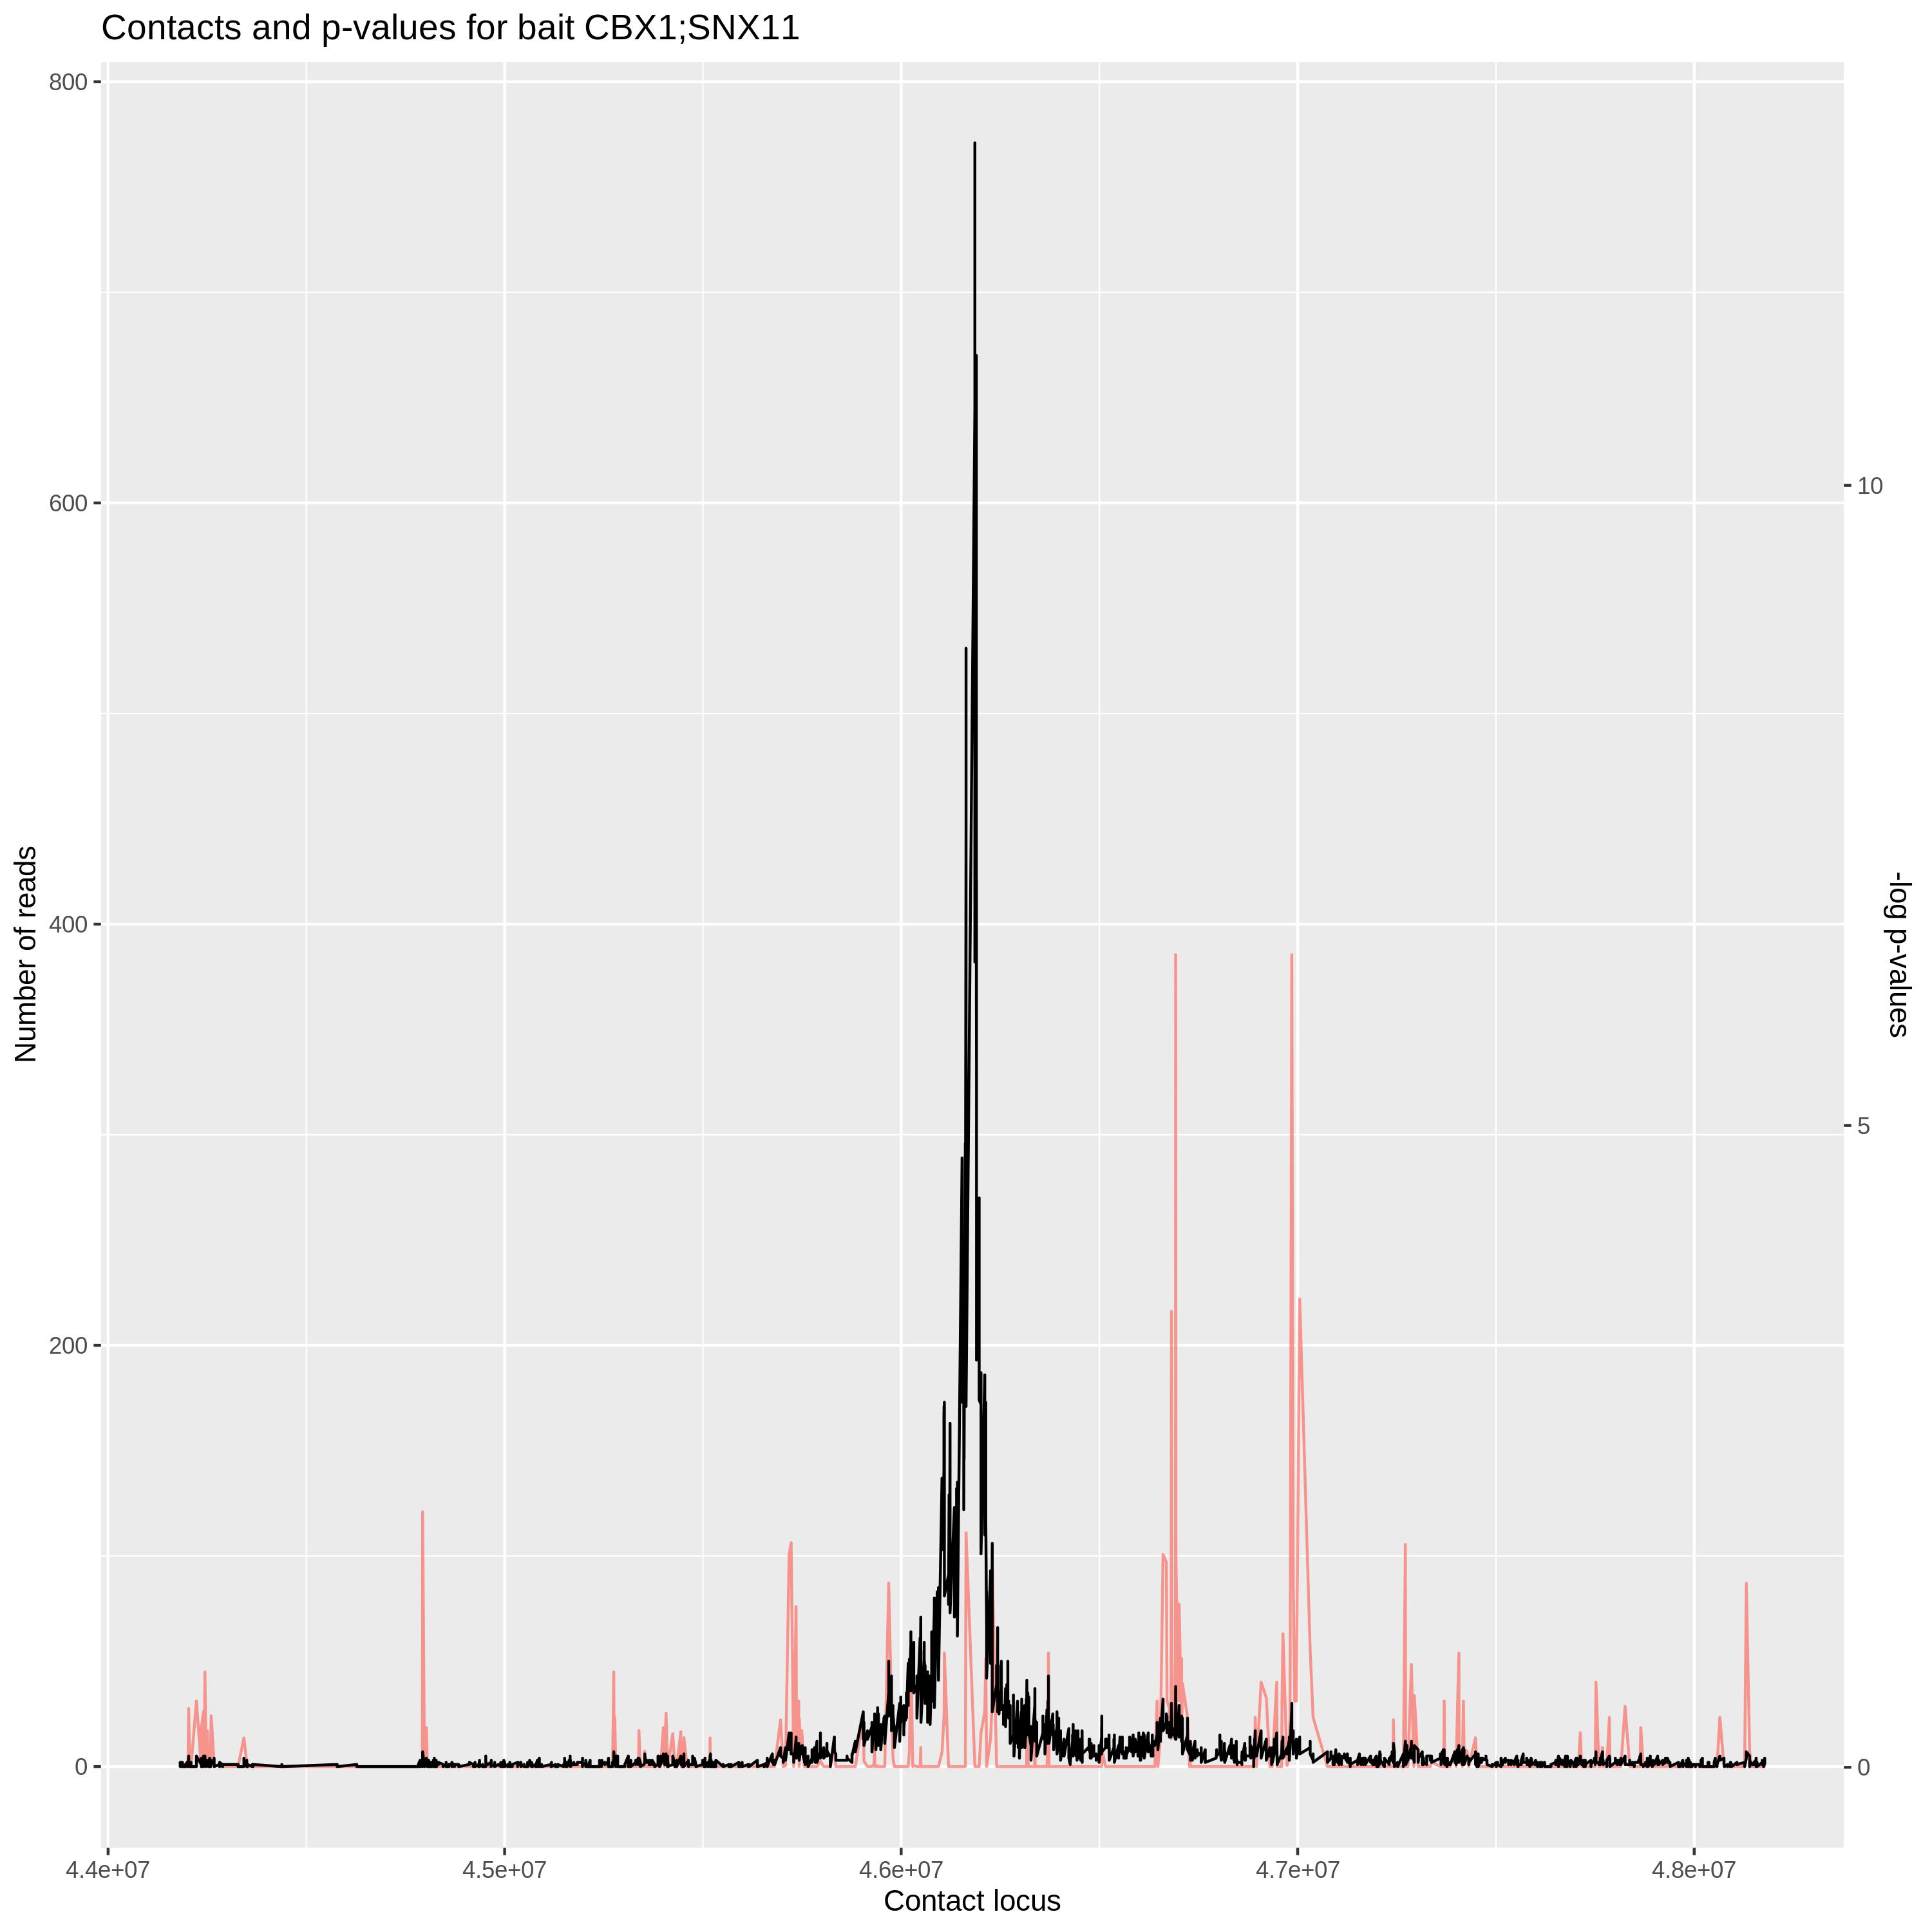 Contacts and p-values for bait CBX1;SNX11
800
600
400
200
0
Number of reads
10
5
0
-log p-values
4.4e+07 4.5e+07 4.6e+07 4.7e+07 4.8e+07
Contact locus